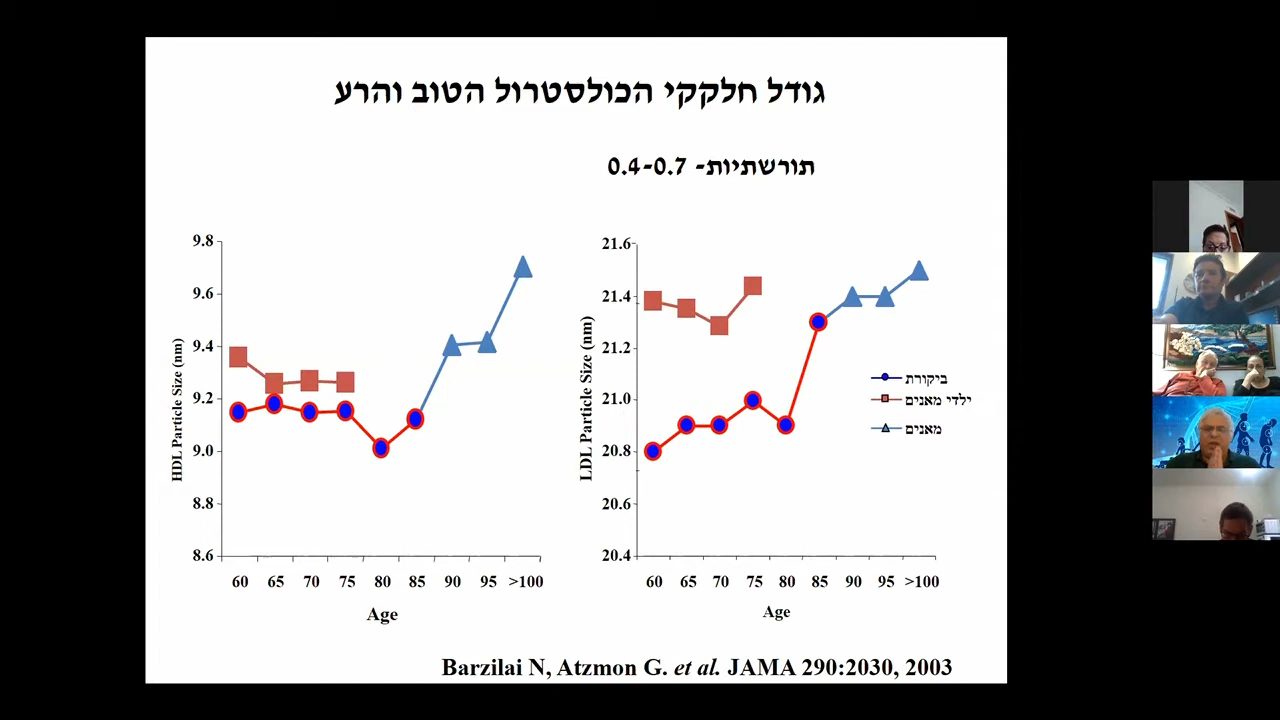 גודל חלקקי הכולסטרול הטוב והרע
תורשתיות- 0.4-0.7
HDL Particle Size (nm)
9.8
9.6
9.4
9.2
9.0
8.8
8.6
60 65 70 75 80 85 90 95 >100
Age
LDL Particle Size (nm)
21.6
21.4
21.2
21.0
20.8
20.6
20.4
60 65 70 75 80 85 90 95 >100
Age
ביקורת
ילדי מאנים
מאנים
Barzilai N, Atzmon G. et al. JAMA 290:2030, 2003